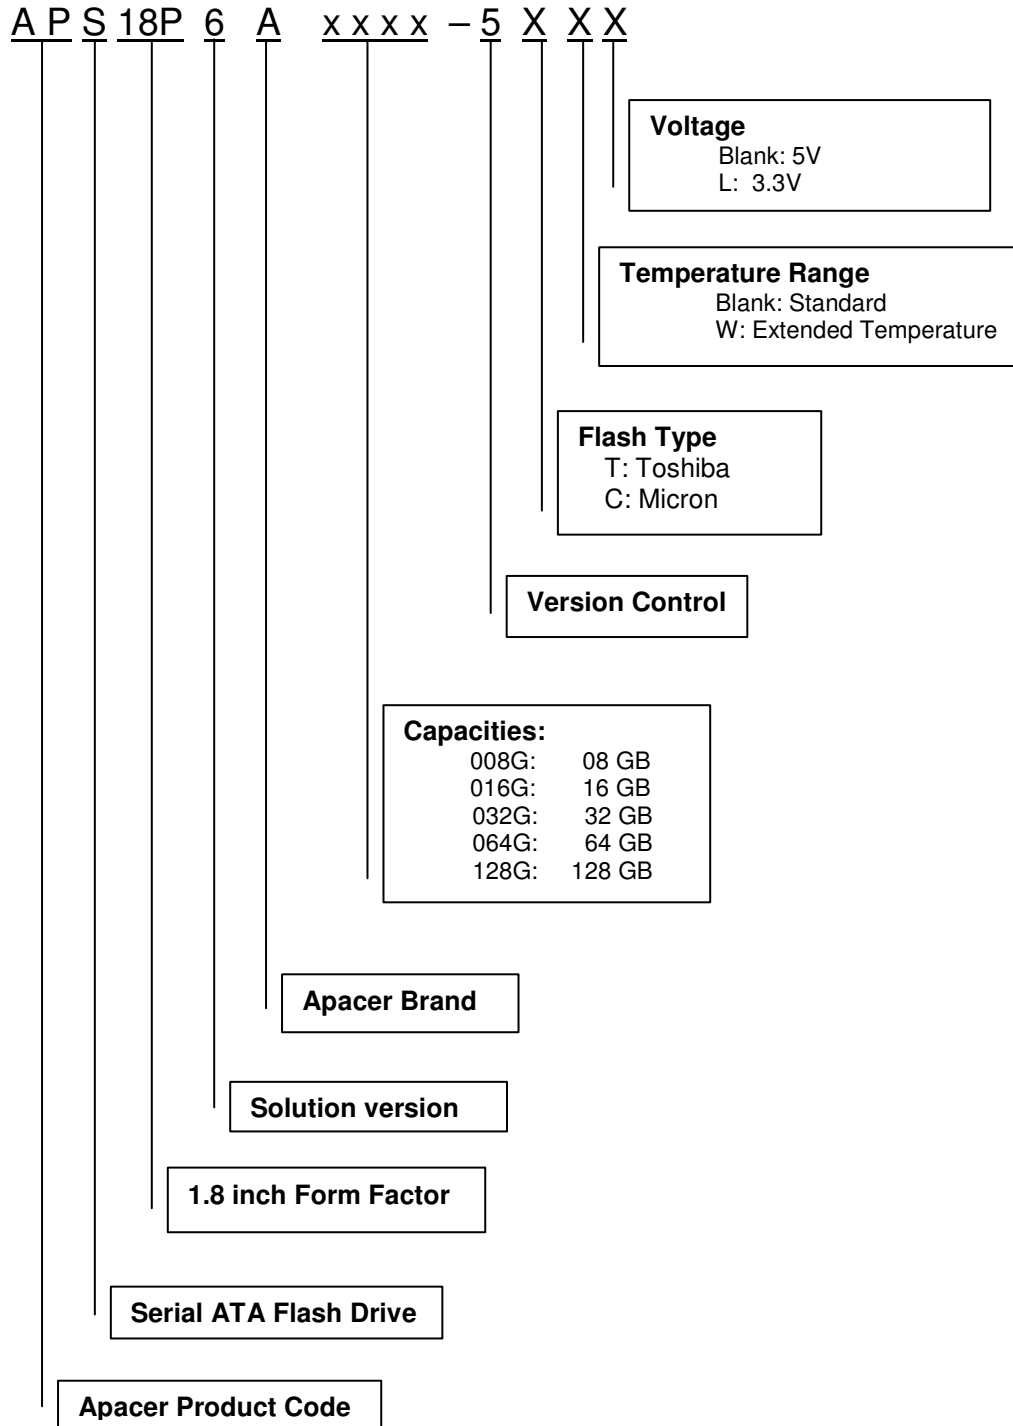 A P S 18P 6 A x x x x – 5 X X X
Voltage
Blank: 5V
L: 3.3V
Temperature Range
Blank: Standard
W: Extended Temperature
Flash Type
T: Toshiba
C: Micron
Version Control
Capacities:
008G: 08 GB
016G: 16 GB
032G: 32 GB
064G: 64 GB
128G: 128 GB
Apacer Brand
Solution version
1.8 inch Form Factor
Serial ATA Flash Drive
Apacer Product Code